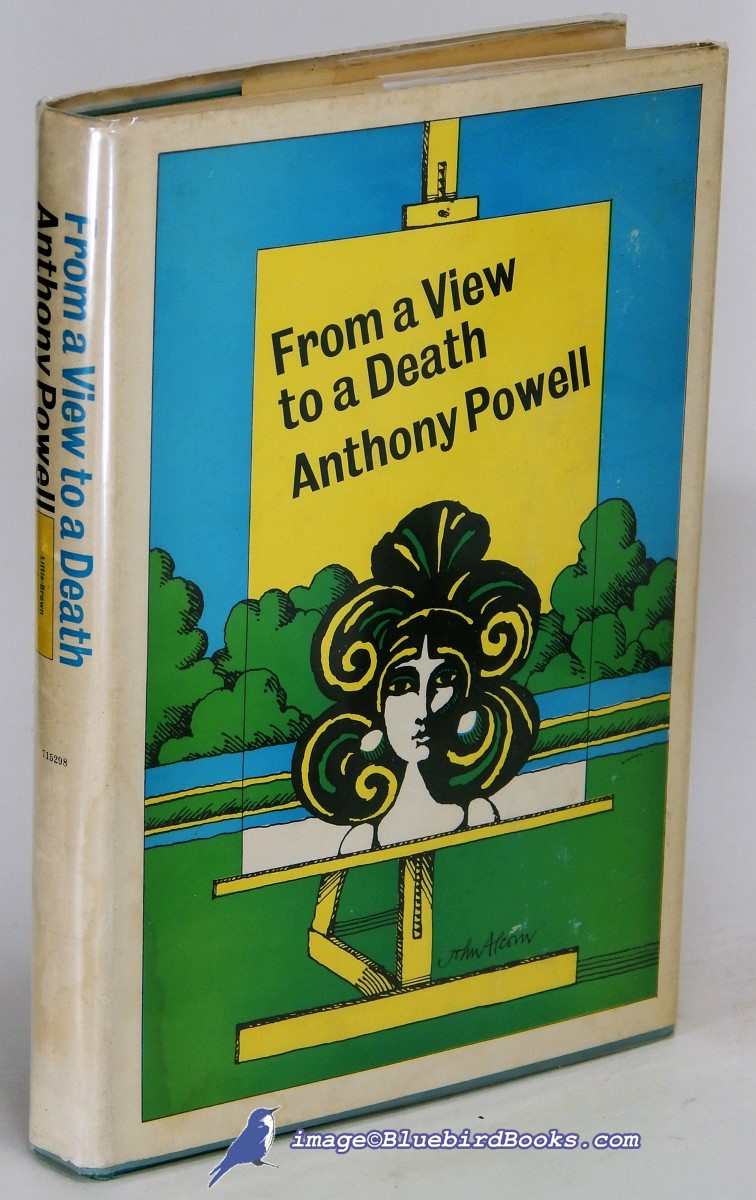 From a View
to a Death
Anthony Powell
John Alcorn
From a View to a Death
Anthony Powell
Little-Brown
715298
image©BluebirdBooks.com